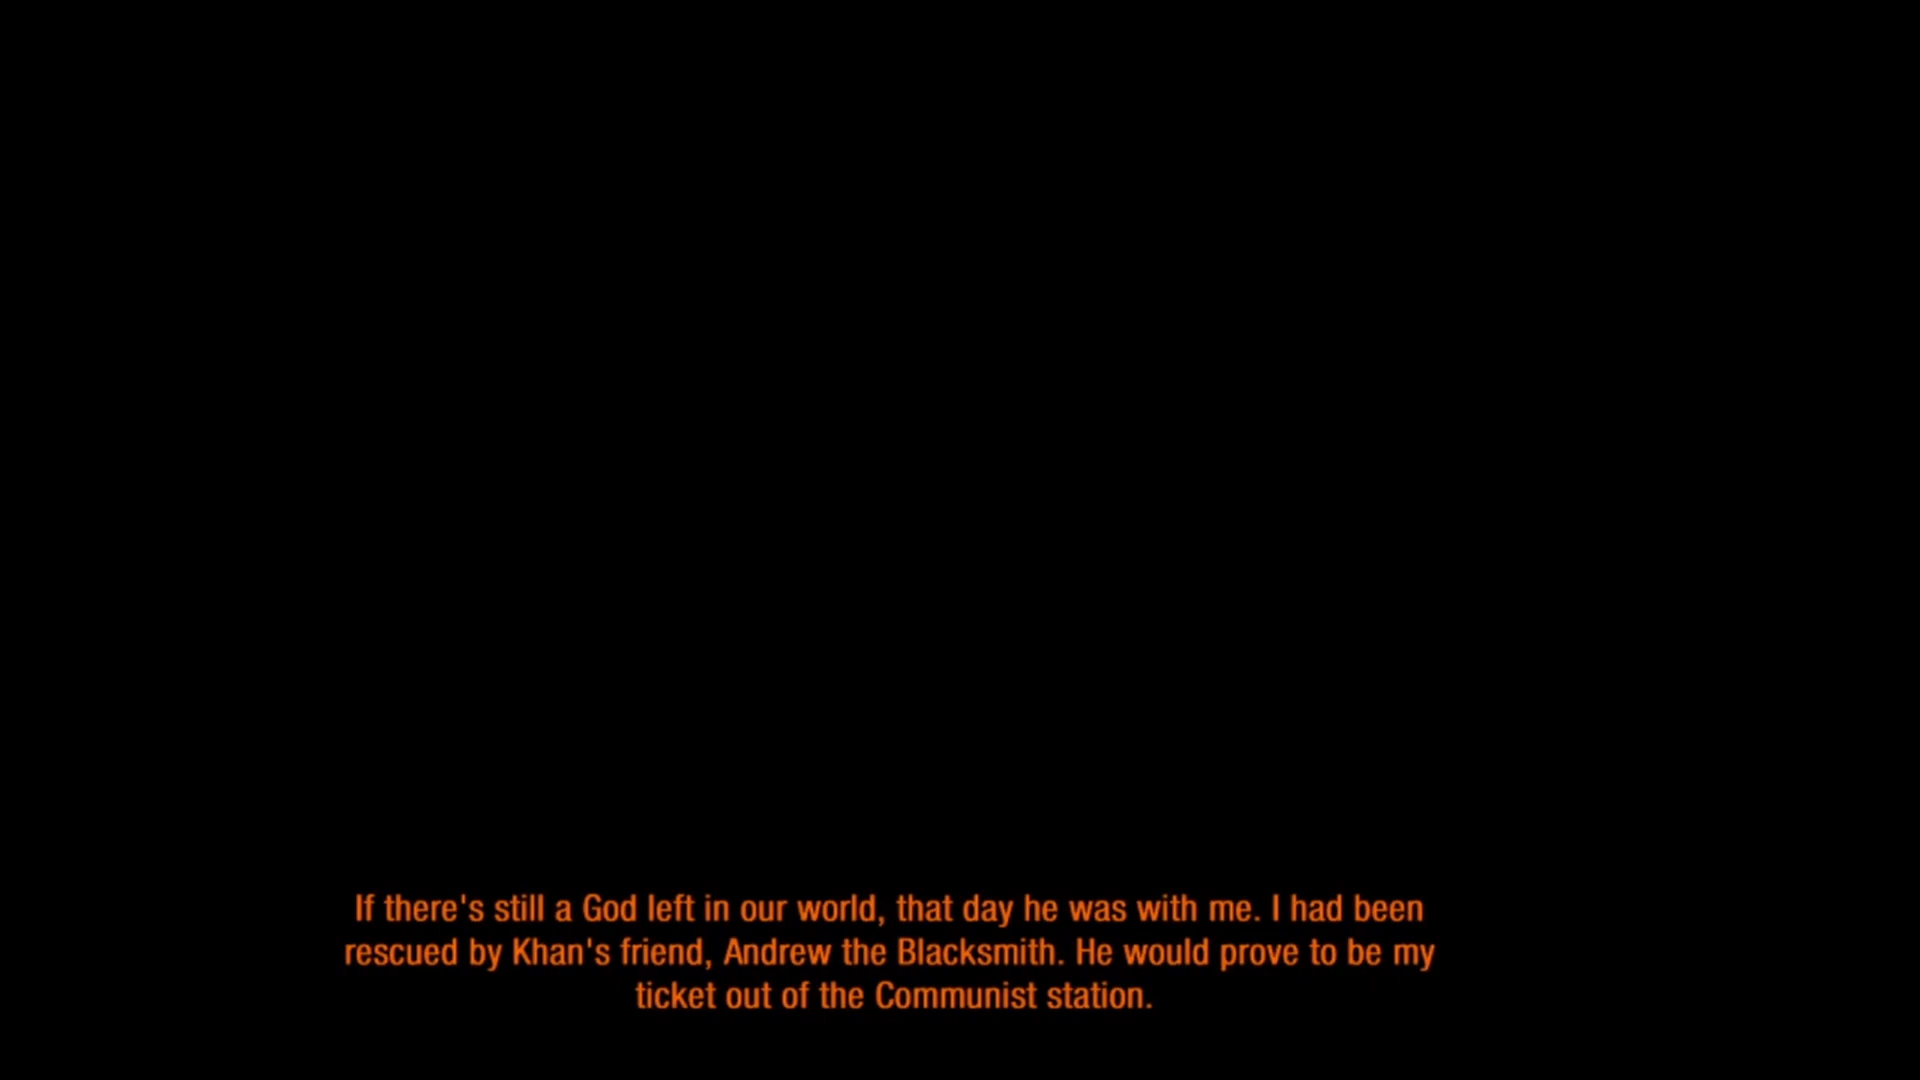 If there's still a God left in our world, that day he was with me. I had been
rescued by Khan's friend, Andrew the Blacksmith. He would prove to be my
ticket out of the Communist station.